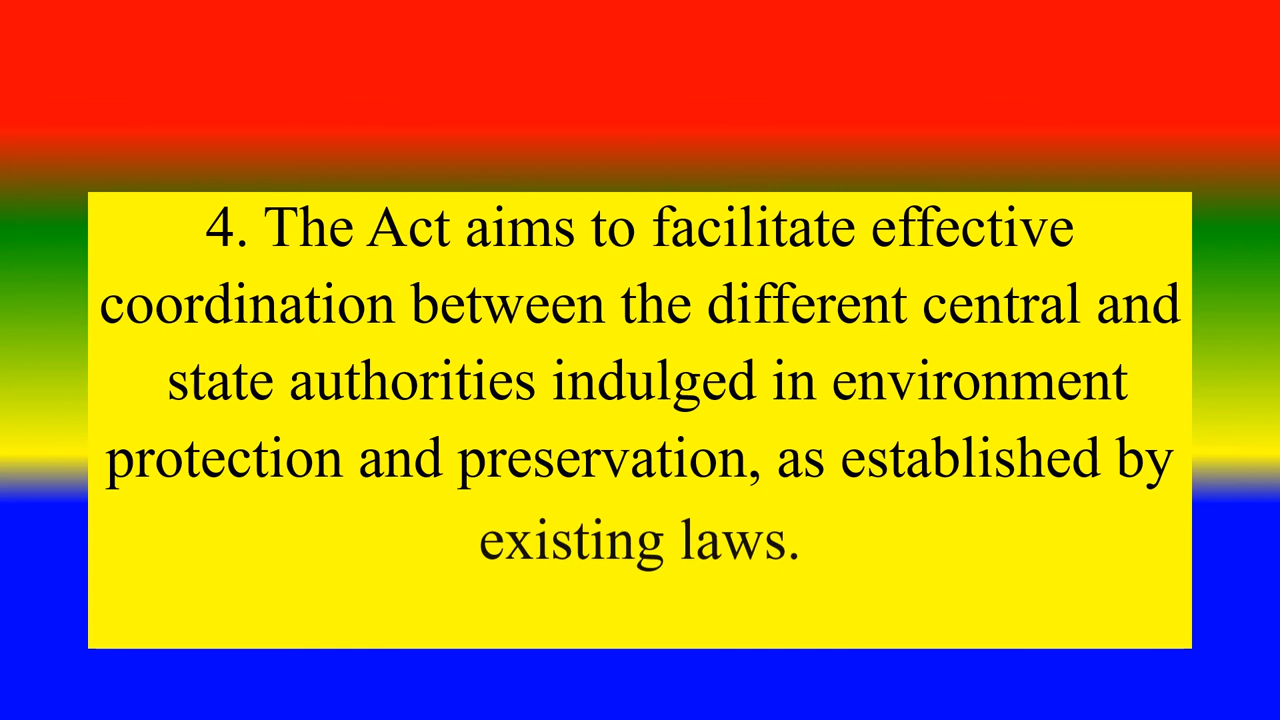 4. The Act aims to facilitate effective
coordination between the different central and
state authorities indulged in environment
protection and preservation, as established by
existing laws.